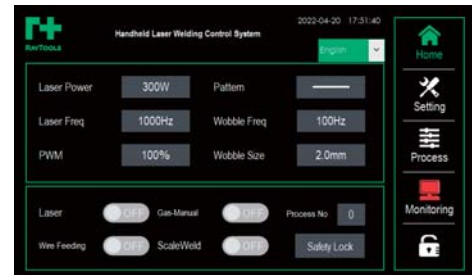 2022-04-20 17:51:40
Handheld Laser Welding Control System
RAYTOOLS
English
Home
Laser Power 300W Pattern
Setting
Laser Freq 1000Hz Wobble Freq 100Hz
PWM 100% Wobble Size 2.0mm
Process
Laser OFF Gas-Manual OFF Process No 0
Monitoring
Wire Feeding OFF ScaleWeld OFF Safety Lock